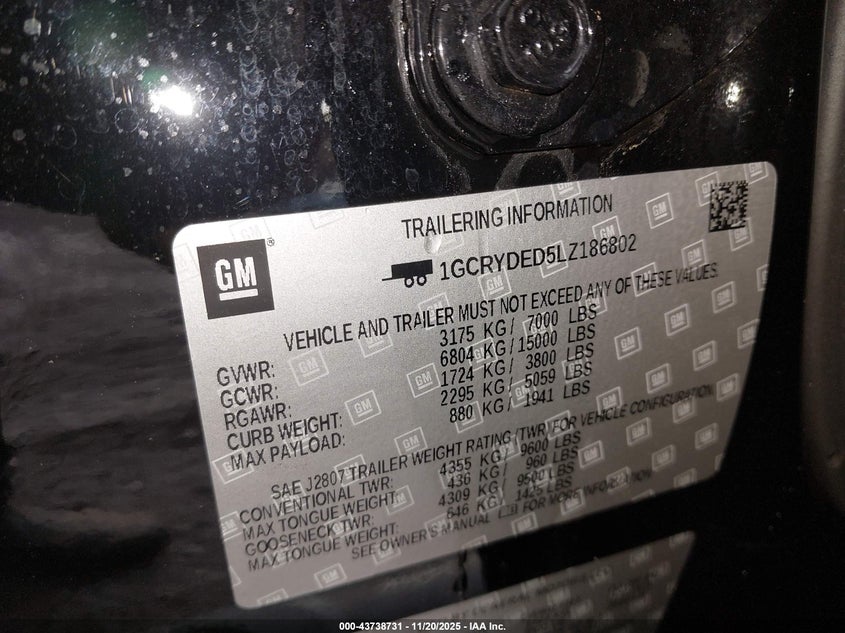 TRAILERING INFORMATION
GM ®
1GCRYDED5LZ186802
VEHICLE AND TRAILER MUST NOT EXCEED ANY OF THESE VALUES.
GVWR: 3175 KG / 7000 LBS
GCWR: 6804 KG / 15000 LBS
RGAWR: 1724 KG / 3800 LBS
CURB WEIGHT: 2295 KG / 5059 LBS
MAX PAYLOAD: 880 KG / 1941 LBS
SAE J2807 TRAILER WEIGHT RATING (TWR) FOR VEHICLE CONFIGURATION.
CONVENTIONAL TWR: 4355 KG / 9600 LBS
MAX TONGUE WEIGHT: 436 KG / 960 LBS
GOOSENECK TWR: 4309 KG / 9500 LBS
MAX TONGUE WEIGHT: 646 KG / 1425 LBS
SEE OWNER'S MANUAL FOR MORE INFORMATION
000-43738731 - 11/20/2025 - IAA Inc.